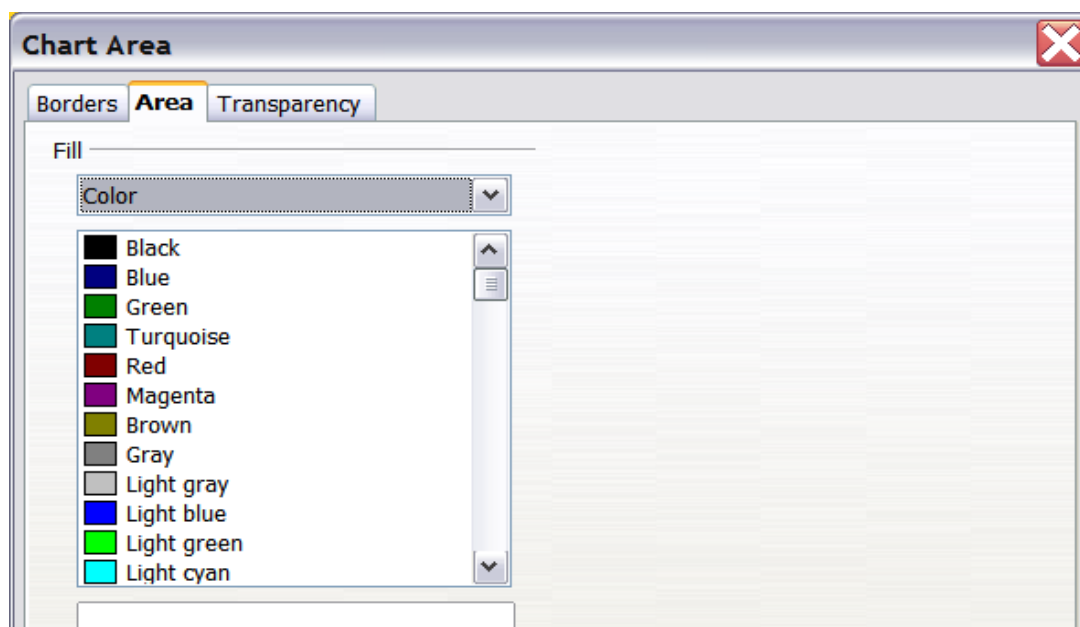 Chart Area
Borders Area Transparency
Fill
Color
Black
Blue
Green
Turquoise
Red
Magenta
Brown
Gray
Light gray
Light blue
Light green
Light cyan